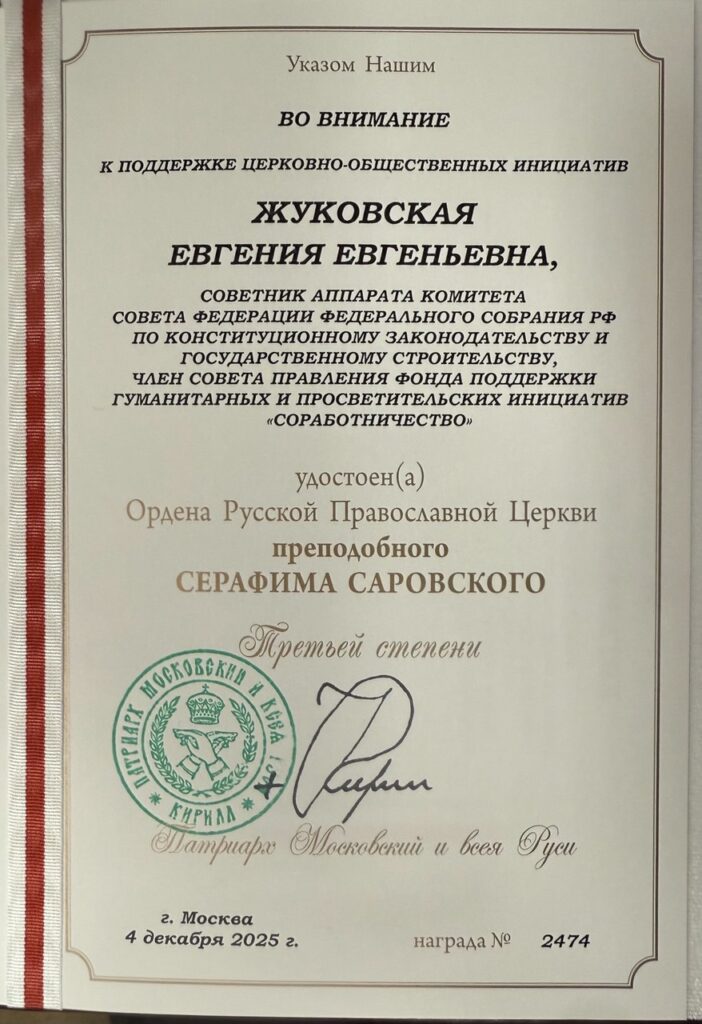 Указом Нашим
ВО ВНИМАНИЕ
К ПОДДЕРЖКЕ ЦЕРКОВНО-ОБЩЕСТВЕННЫХ ИНИЦИАТИВ
ЖУКОВСКАЯ
ЕВГЕНИЯ ЕВГЕНЬЕВНА,
СОВЕТНИК АППАРАТА КОМИТЕТА
СОВЕТА ФЕДЕРАЦИИ ФЕДЕРАЛЬНОГО СОБРАНИЯ РФ
ПО КОНСТИТУЦИОННОМУ ЗАКОНОДАТЕЛЬСТВУ И
ГОСУДАРСТВЕННОМУ СТРОИТЕЛЬСТВУ,
ЧЛЕН СОВЕТА ПРАВЛЕНИЯ ФОНДА ПОДДЕРЖКИ
ГУМАНИТАРНЫХ И ПРОСВЕТИТЕЛЬСКИХ ИНИЦИАТИВ
«СОРАБОТНИЧЕСТВО»
удостоен(а)
Ордена Русской Православной Церкви
преподобного
СЕРАФИМА САРОВСКОГО
Третьей степени
ПАТРИАРХ МОСКОВСКИЙ И ВСЕЯ
КИРИЛЛ
Патриарх Московский и всея Руси
г. Москва
4 декабря 2025 г.
награда № 2474